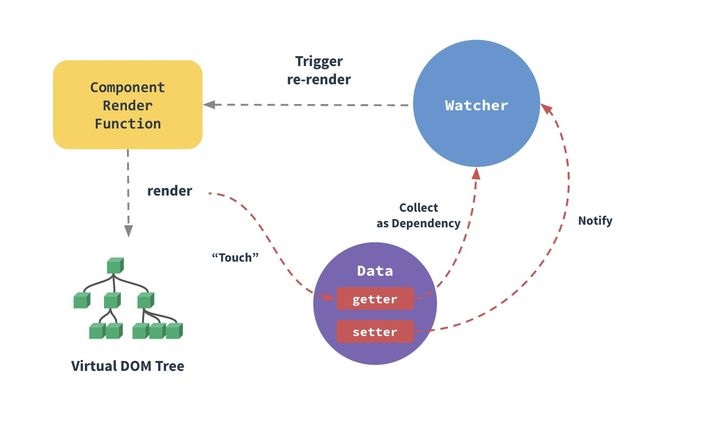 Trigger
re-render
Component
Render
Function
Watcher
render
Collect
as Dependency
Notify
“Touch”
Data
getter
setter
Virtual DOM Tree